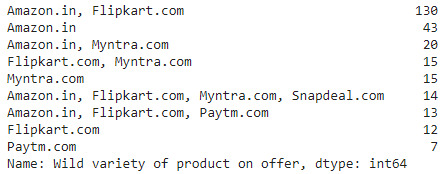 Amazon.in, Flipkart.com 130
Amazon.in 43
Amazon.in, Myntra.com 20
Flipkart.com, Myntra.com 15
Myntra.com 15
Amazon.in, Flipkart.com, Myntra.com, Snapdeal.com 14
Amazon.in, Flipkart.com, Paytm.com 13
Flipkart.com 12
Paytm.com 7
Name: Wild variety of product on offer, dtype: int64